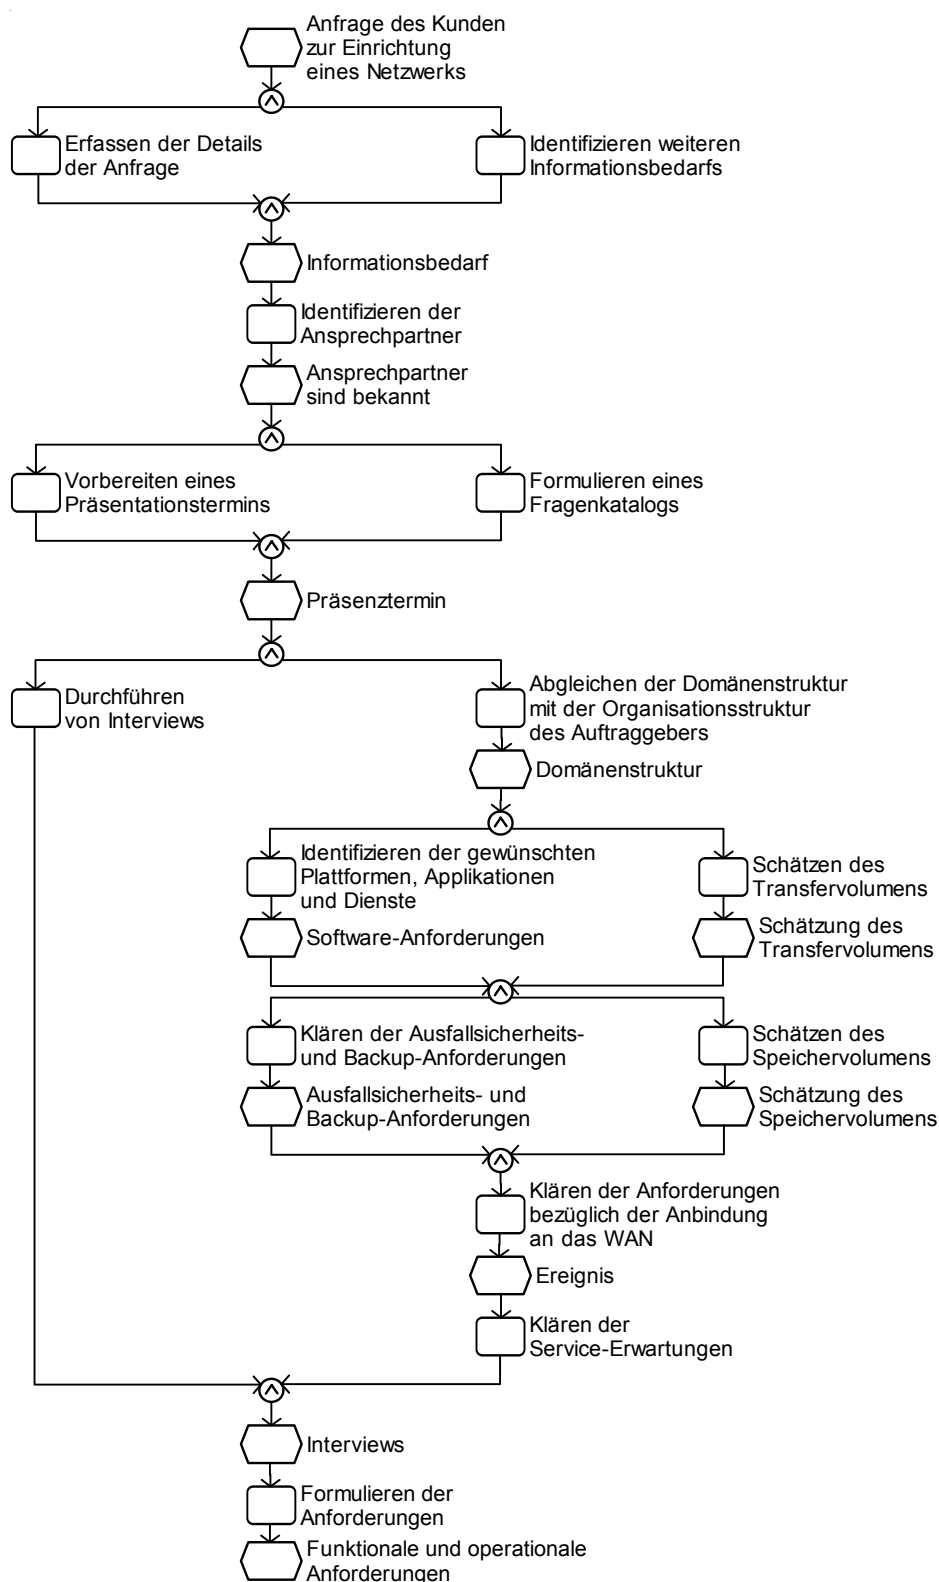 Anfrage des Kunden
zur Einrichtung
eines Netzwerks
Erfassen der Details
der Anfrage
Identifizieren weiteren
Informationsbedarfs
Informationsbedarf
Identifizieren der
Ansprechpartner
Ansprechpartner
sind bekannt
Vorbereiten eines
Präsentationstermins
Formulieren eines
Fragenkatalogs
Präsenztermin
Durchführen
von Interviews
Abgleichen der Domänenstruktur
mit der Organisationsstruktur
des Auftraggebers
Domänenstruktur
Identifizieren der gewünschten
Plattformen, Applikationen
und Dienste
Schätzen des
Transfervolumens
Software-Anforderungen
Schätzung des
Transfervolumens
Klären der Ausfallsicherheits-
und Backup-Anforderungen
Schätzen des
Speichervolumens
Ausfallsicherheits- und
Backup-Anforderungen
Schätzung des
Speichervolumens
Klären der Anforderungen
bezüglich der Anbindung
an das WAN
Ereignis
Klären der
Service-Erwartungen
Interviews
Formulieren der
Anforderungen
Funktionale und operationale
Anforderungen